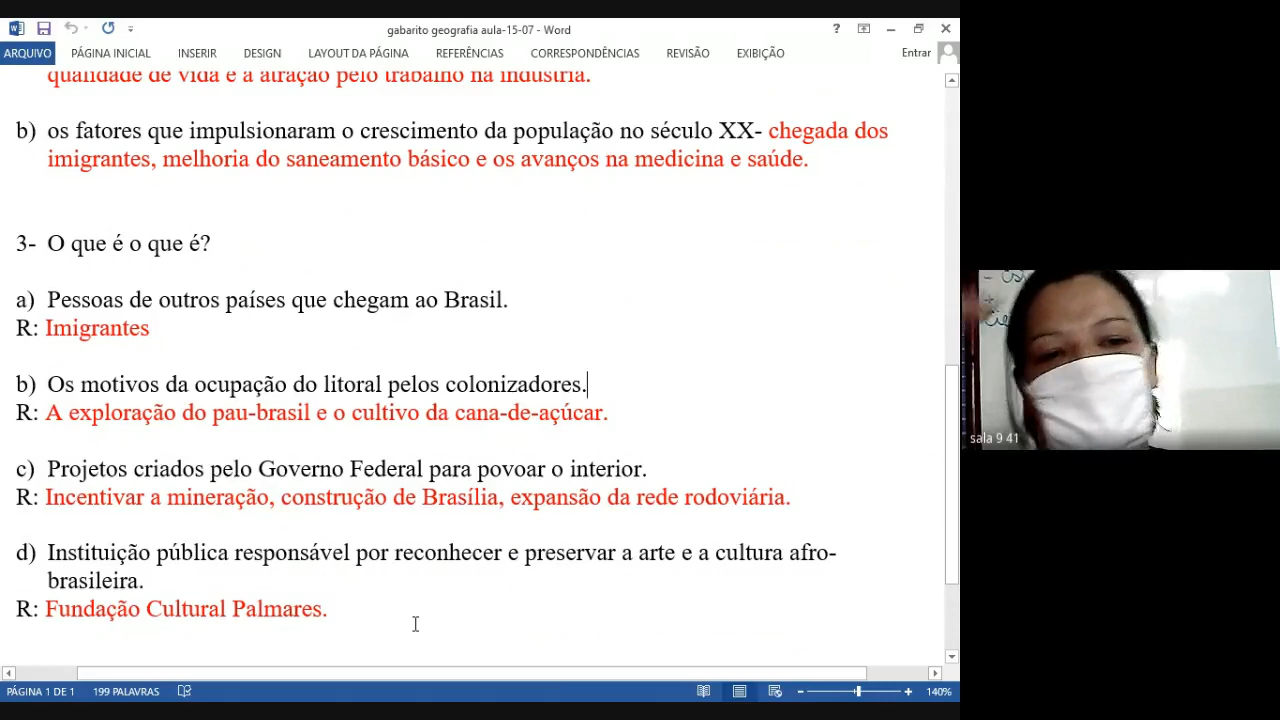 gabarito geografia aula-15-07 - Word
ARQUIVO PÁGINA INICIAL INSERIR DESIGN LAYOUT DA PÁGINA REFERÊNCIAS CORRESPONDÊNCIAS REVISÃO EXIBIÇÃO Entrar
qualidade de vida e a atração pelo trabalho na indústria.
b) os fatores que impulsionaram o crescimento da população no século XX- chegada dos
imigrantes, melhoria do saneamento básico e os avanços na medicina e saúde.
3- O que é o que é?
a) Pessoas de outros países que chegam ao Brasil.
R: Imigrantes
b) Os motivos da ocupação do litoral pelos colonizadores.
R: A exploração do pau-brasil e o cultivo da cana-de-açúcar.
c) Projetos criados pelo Governo Federal para povoar o interior.
R: Incentivar a mineração, construção de Brasília, expansão da rede rodoviária.
d) Instituição pública responsável por reconhecer e preservar a arte e a cultura afro-
brasileira.
R: Fundação Cultural Palmares.
sala 9 41
PÁGINA 1 DE 1 199 PALAVRAS 140%